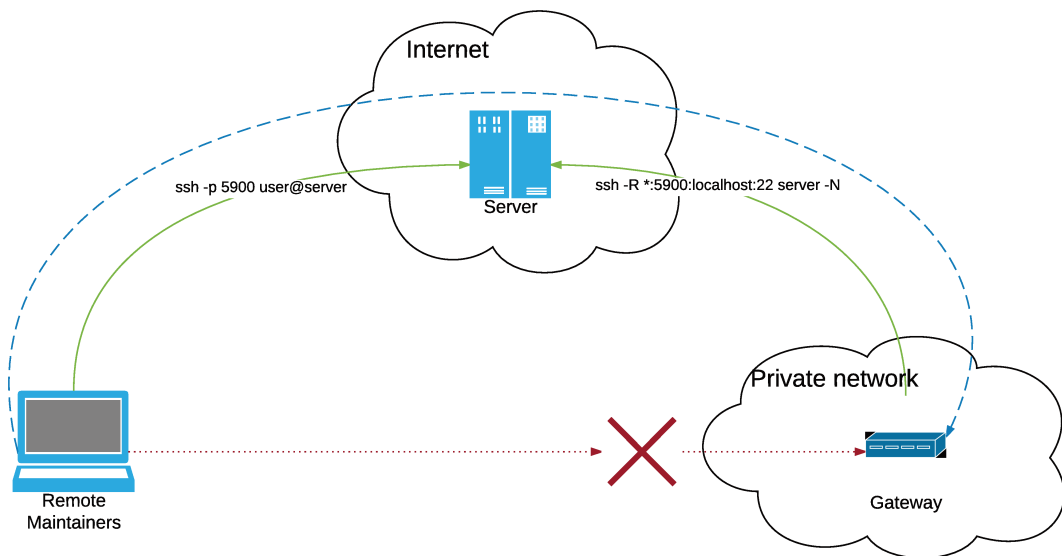 Internet
ssh -p 5900 user@server
ssh -R *:5900:localhost:22 server -N
Server
Private network
Remote
Maintainers
Gateway